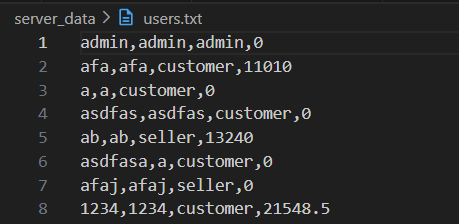 server_data > users.txt
1 admin,admin,admin,0
2 afa,afa,customer,11010
3 a,a,customer,0
4 asdfas,asdfas,customer,0
5 ab,ab,seller,13240
6 asdfasa,a,customer,0
7 afaj,afaj,seller,0
8 1234,1234,customer,21548.5